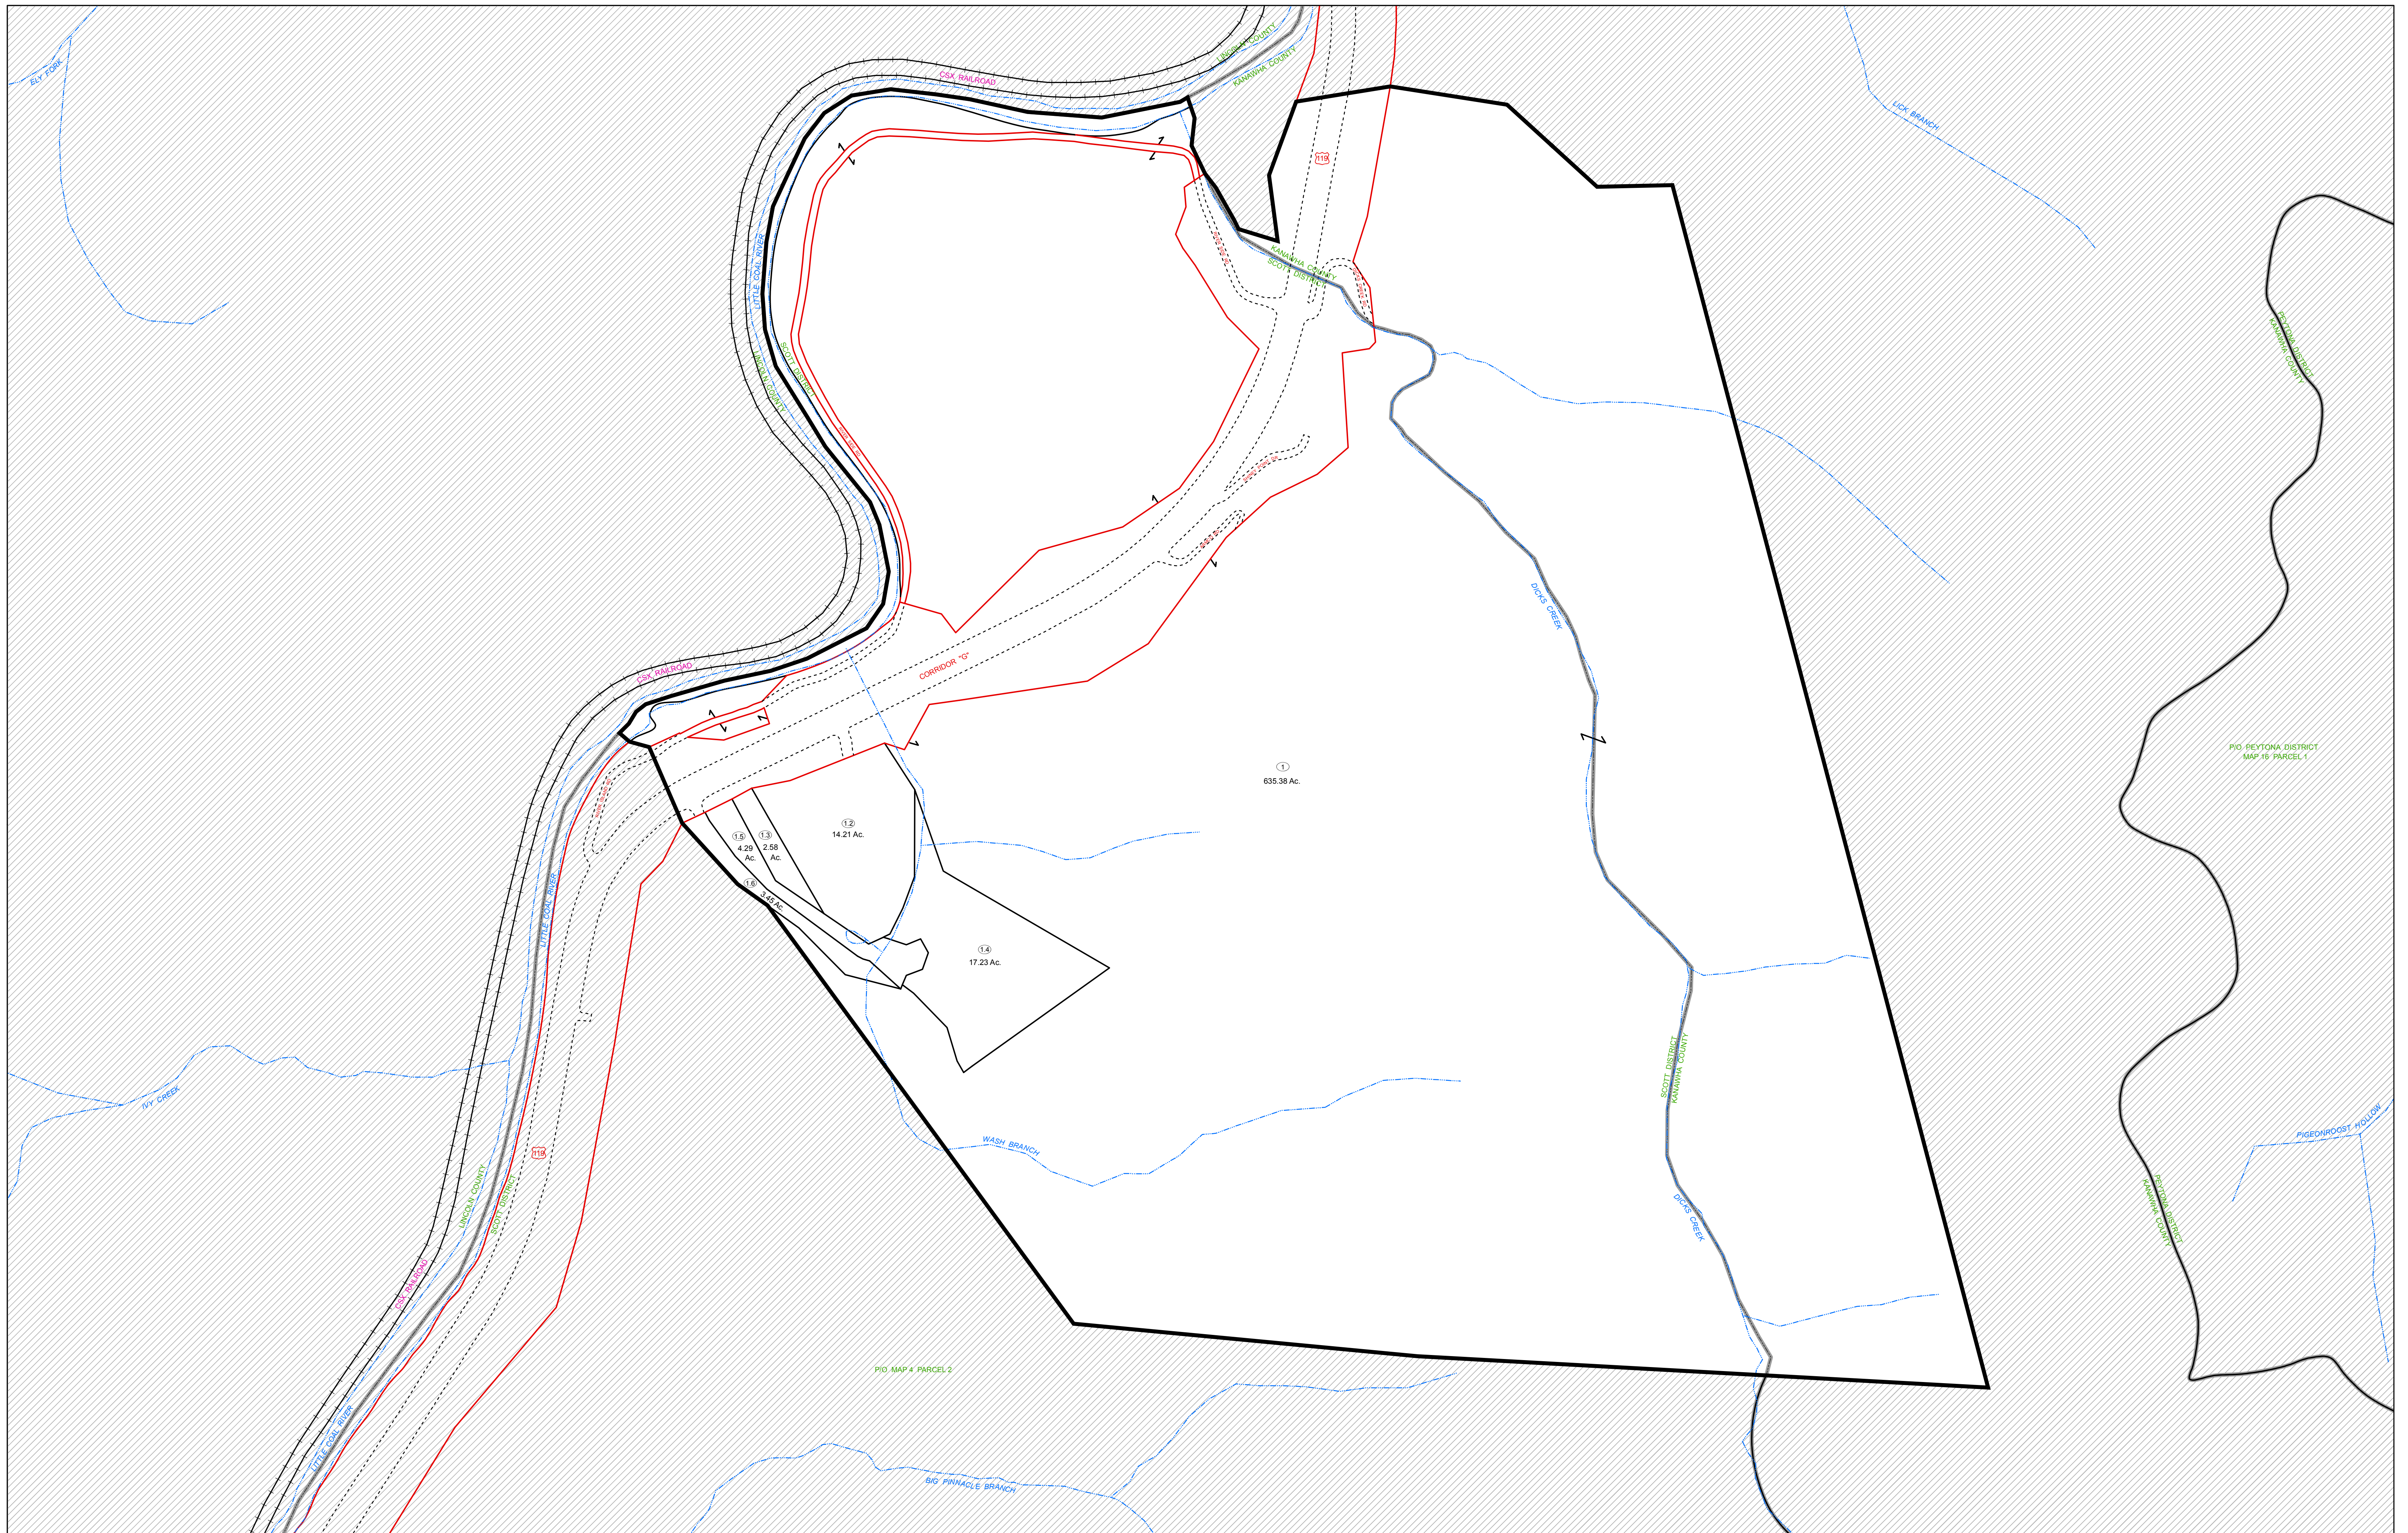 LINCOLN COUNTY
KANAWHA COUNTY
ELY FORK
CSX RAILROAD
LICK BRANCH
119
LITTLE COAL RIVER
KANAWHA COUNTY
SCOTT DISTRICT
SCOTT DISTRICT
LINCOLN COUNTY
PEYTONA DISTRICT
KANAWHA COUNTY
DICKS CREEK
CSX RAILROAD
CORRIDOR "G"
P/O PEYTONA DISTRICT
MAP 16 PARCEL 1
1
635.38 Ac.
1.2
14.21 Ac.
1.5
4.29
Ac.
1.3
2.58
Ac.
1.6
3.45 Ac.
LITTLE COAL RIVER
1.4
17.23 Ac.
SCOTT DISTRICT
KANAWHA COUNTY
IVY CREEK
WASH BRANCH
119
PIGEONROOST HOLLOW
LINCOLN COUNTY
SCOTT DISTRICT
DICKS CREEK
PEYTONA DISTRICT
KANAWHA COUNTY
CSX RAILROAD
P/O MAP 4 PARCEL 2
LITTLE COAL RIVER
BIG PINNACLE BRANCH